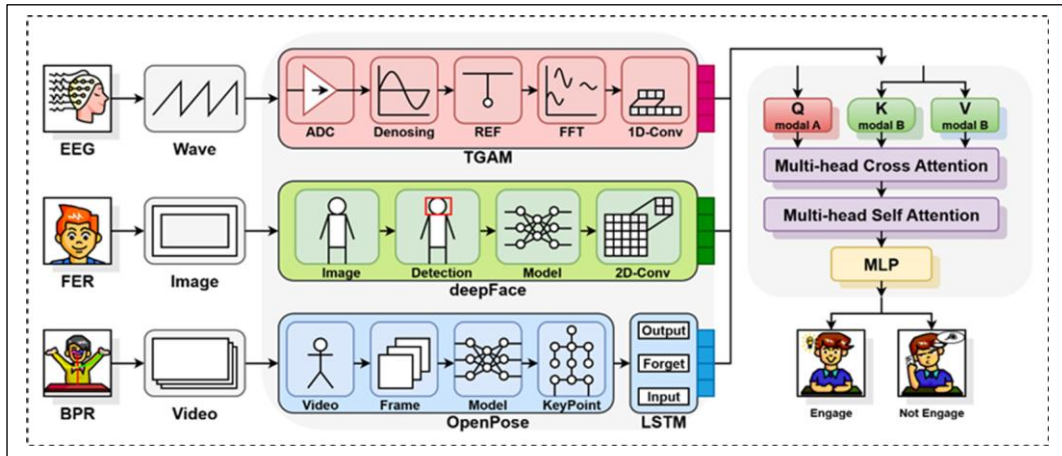 EEG
Wave
ADC
Denosing
REF
FFT
1D-Conv
TGAM
FER
Image
Image
Detection
Model
2D-Conv
deepFace
BPR
Video
Video
Frame
Model
KeyPoint
OpenPose
Output
Forget
Input
LSTM
Q
modal A
K
modal B
V
modal B
Multi-head Cross Attention
Multi-head Self Attention
MLP
Engage
Not Engage